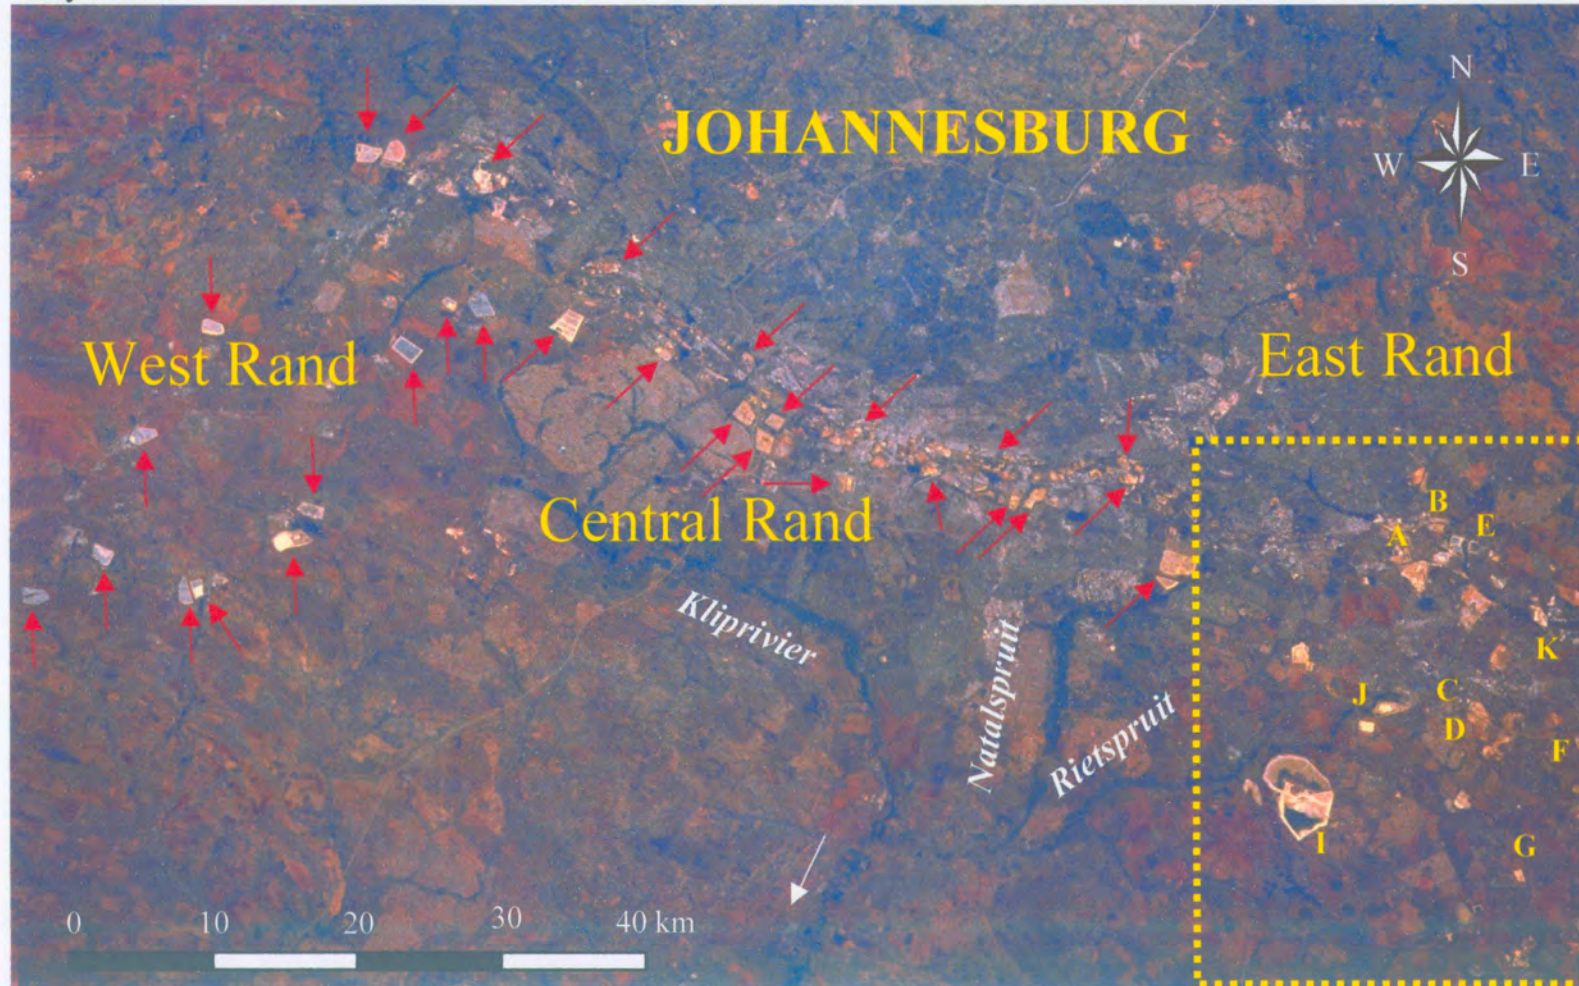 JOHANNESBURG
N
W E
S
West Rand
East Rand
Central Rand
B
A
E
Kliprivier
Natalspruit
Rietspruit
K
J
C
D
F
I
G
0 10 20 30 40 km